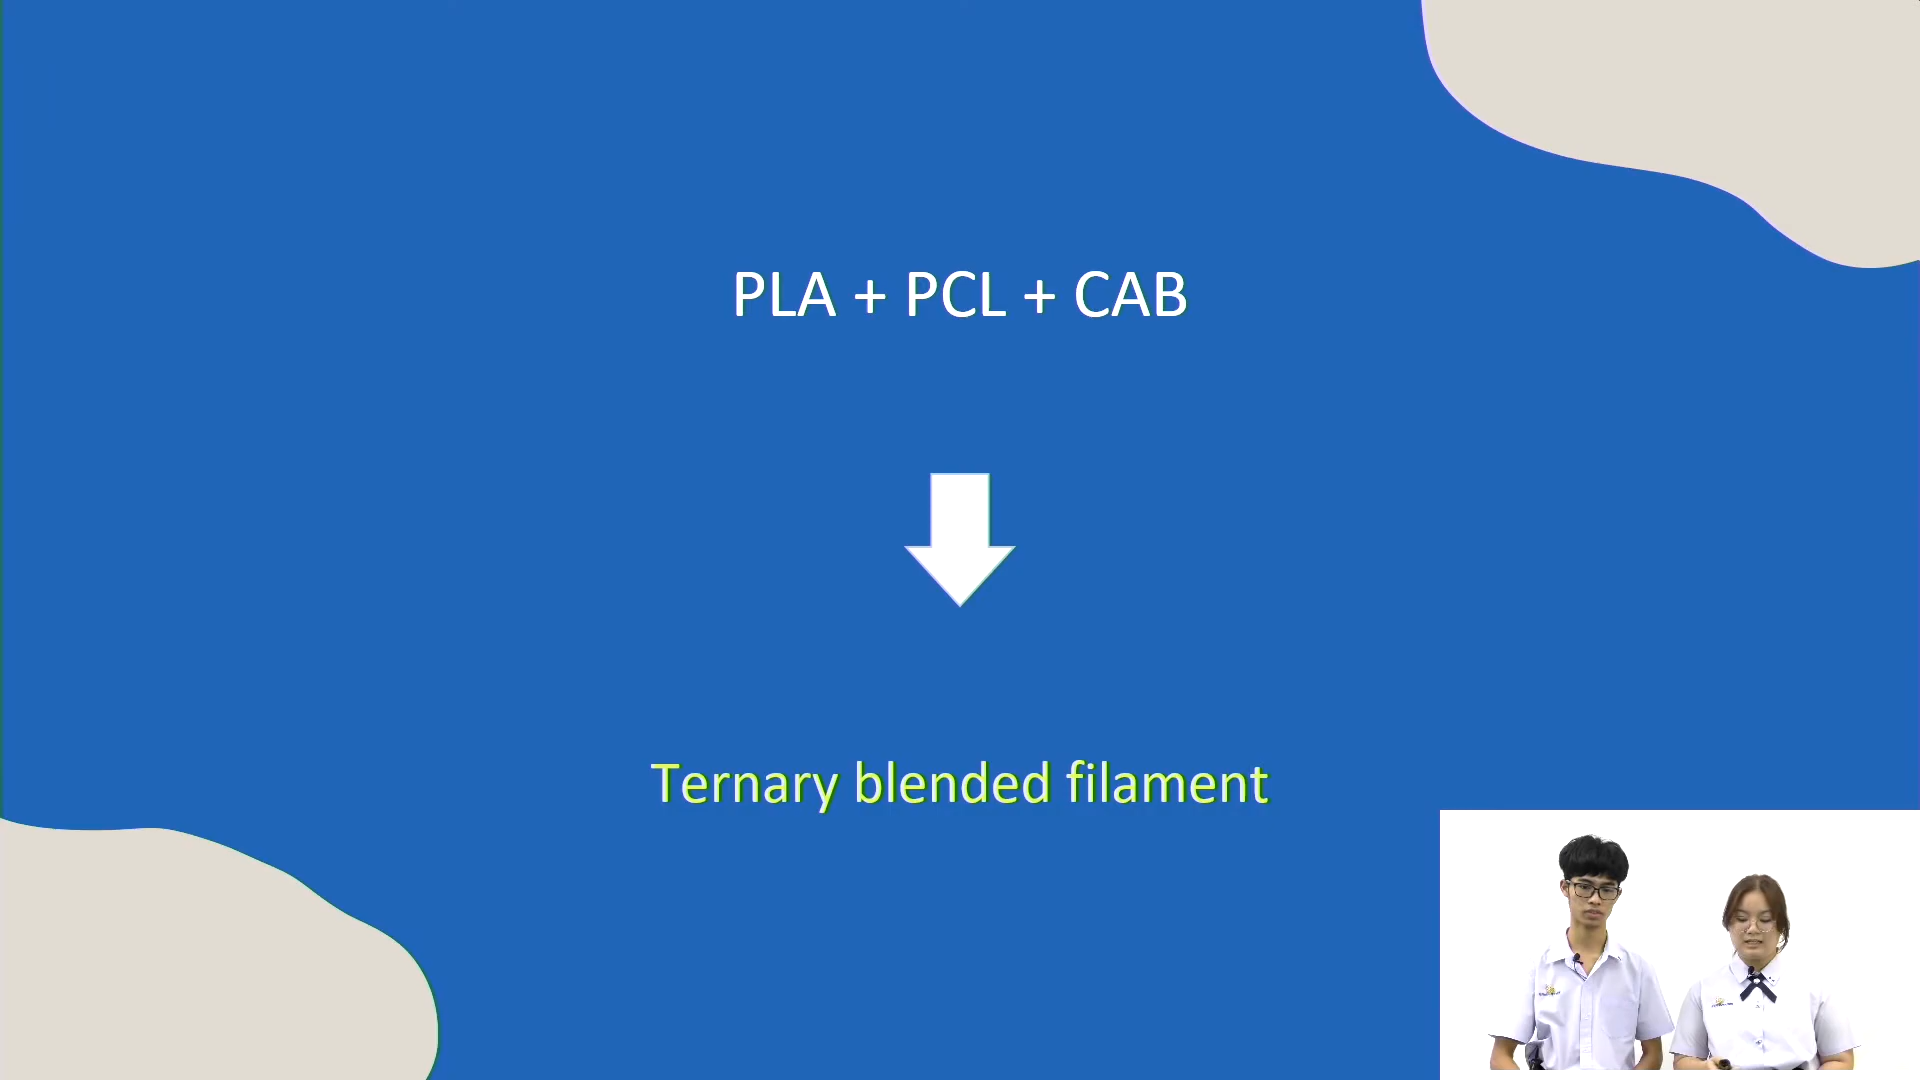 PLA + PCL + CAB
Ternary blended filament